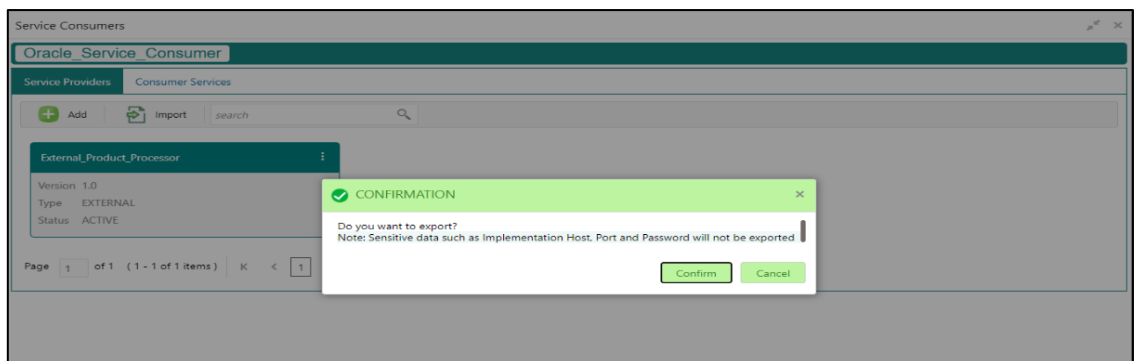 Service Consumers
Oracle_Service_Consumer
Service Providers Consumer Services
Add Import search
External_Product_Processor
Version 1.0
Type EXTERNAL
Status ACTIVE
CONFIRMATION
Do you want to export?
Note: Sensitive data such as Implementation Host, Port and Password will not be exported
Confirm Cancel
Page 1 of 1 (1 - 1 of 1 items) K < 1